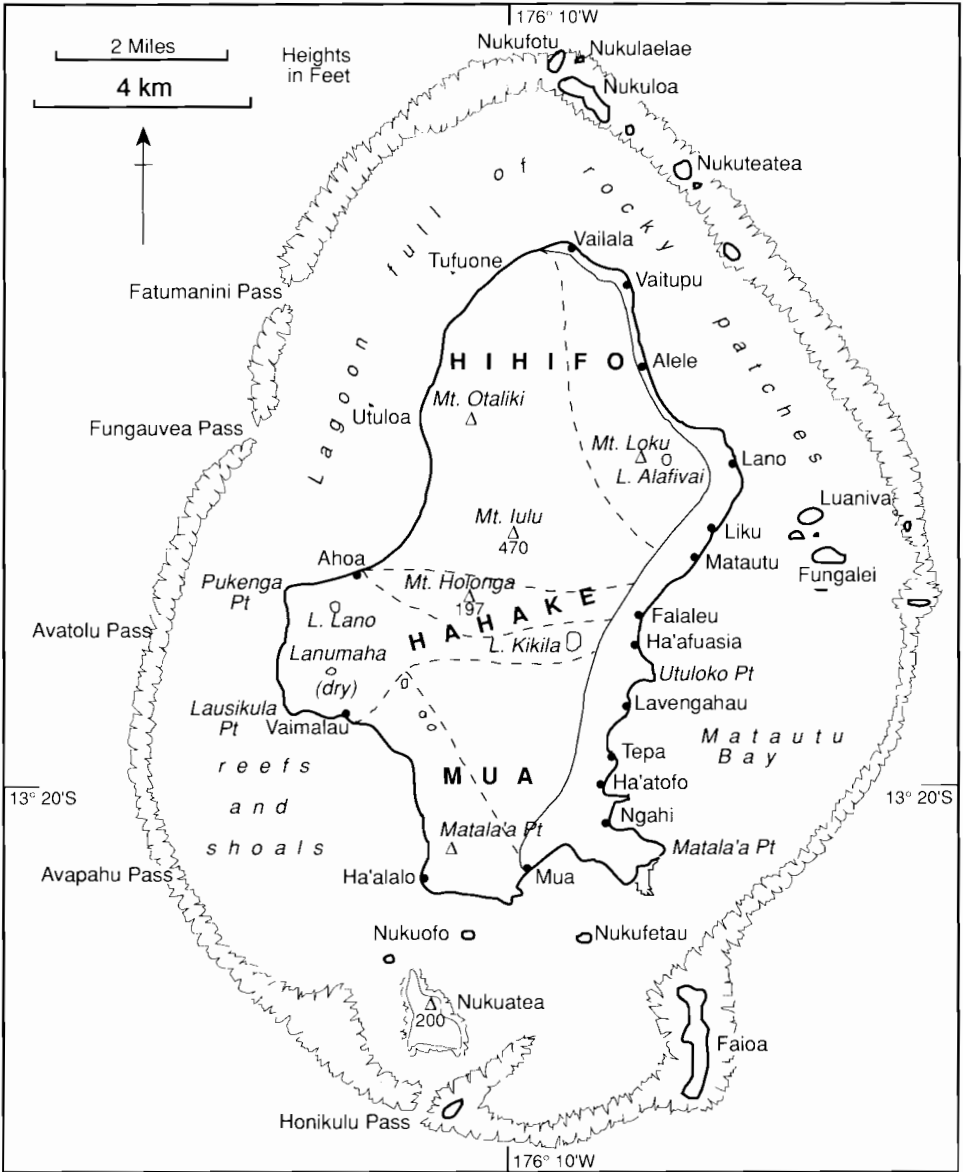 176° 10'W
2 Miles
4 km
Heights
in Feet
Nukufotu
Nukulaelae
Nukuloa
Nukuteatea
Lagoon full of rocky patches
Vailala
Tufuone
Vaitupu
Fatumanini Pass
HIHIFO
Alele
Mt. Otaliki
Utuloa
Fungauvea Pass
Mt. Loku
L. Alafivai
Lano
Luaniva
Mt. Iulu
470
Liku
Ahoa
Matautu
Fungalei
Pukenga
Pt
Mt. Holonga
197
HAHAKE
L. Lano
Falaleu
Avatolu Pass
L. Kikila
Ha'afuasia
Lanumaha
(dry)
Utuloko Pt
Lausikula
Pt
Vaimalau
Lavengahau
Matautu
Bay
reefs
and
shoals
Tepa
MUA
Ha'atofo
13° 20'S
13° 20'S
Ngahi
Matala'a Pt
Matala'a Pt
Avapahu Pass
Ha'alalo
Mua
Nukuofo
Nukufetau
Nukuatea
200
Faioa
Honikulu Pass
176° 10'W